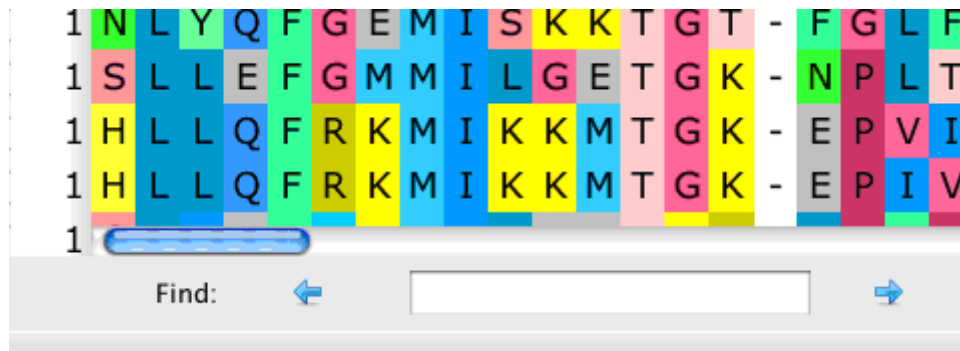 1 N L Y Q F G E M I S K K T G T - F G L F
1 S L L E F G M M I L G E T G K - N P L T
1 H L L Q F R K M I K K M T G K - E P V I
1 H L L Q F R K M I K K M T G K - E P I V
1
Find: